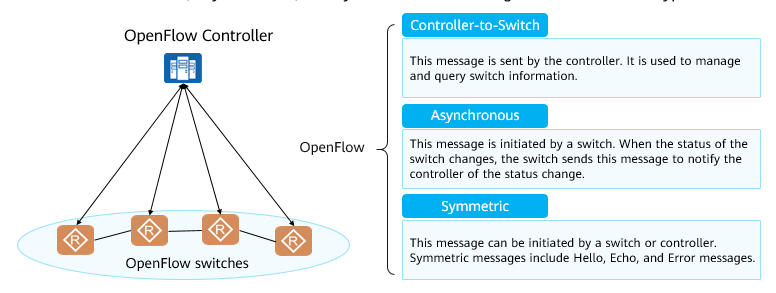 OpenFlow Controller
R
R
R
R
OpenFlow switches
OpenFlow
Controller-to-Switch
This message is sent by the controller. It is used to manage
and query switch information.
Asynchronous
This message is initiated by a switch. When the status of the
switch changes, the switch sends this message to notify the
controller of the status change.
Symmetric
This message can be initiated by a switch or controller.
Symmetric messages include Hello, Echo, and Error messages.